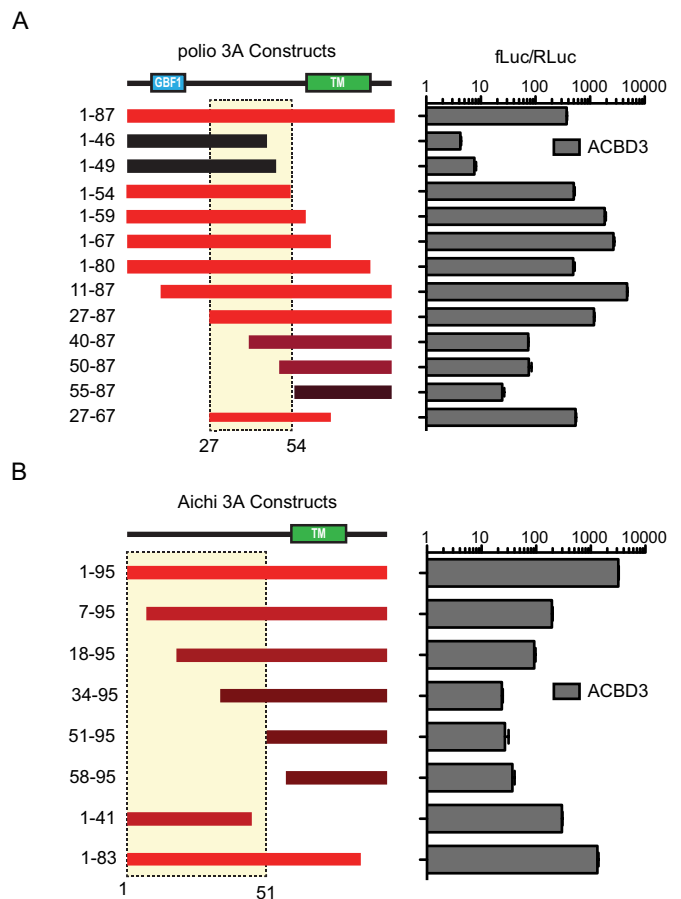 A
polio 3A Constructs
fLuc/RLuc
GBF1
TM
1 10 100 1000 10000
1-87
1-46
ACBD3
1-49
1-54
1-59
1-67
1-80
11-87
27-87
40-87
50-87
55-87
27-67
27 54
B
Aichi 3A Constructs
TM
1 10 100 1000 10000
1-95
7-95
18-95
34-95
ACBD3
51-95
58-95
1-41
1-83
1 51